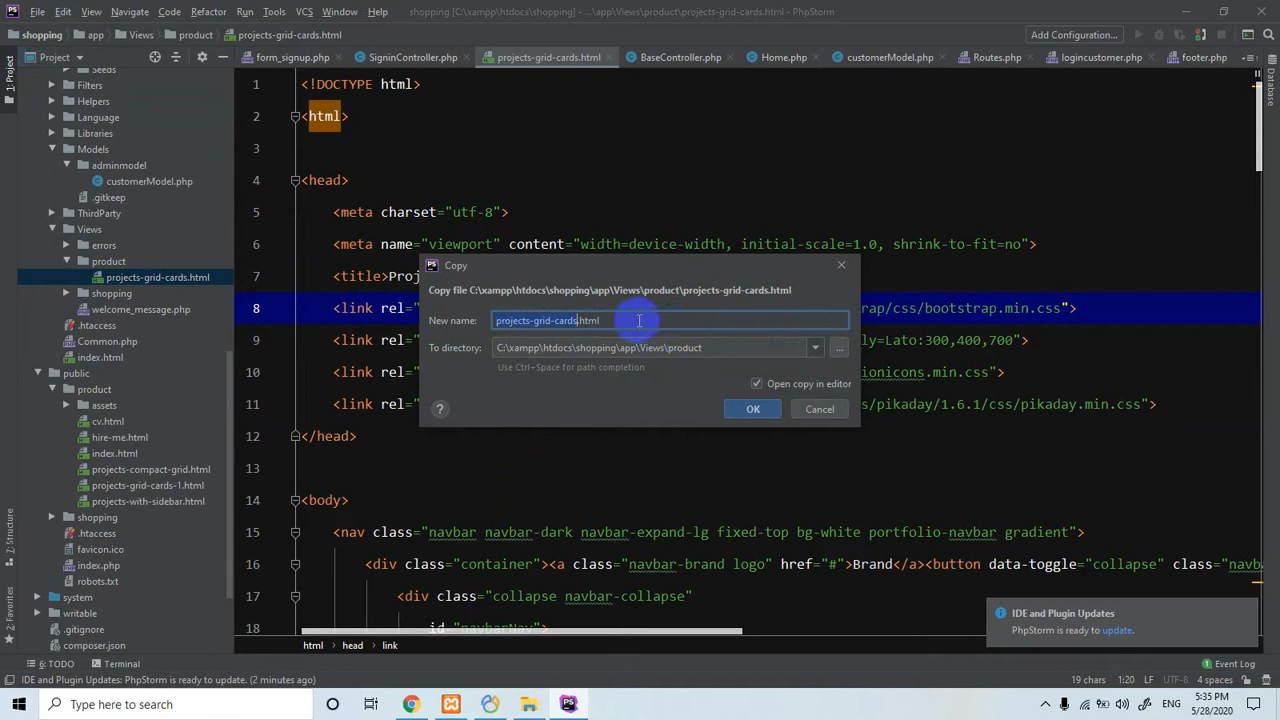 File Edit View Navigate Code Refactor Run Tools VCS Window Help shopping [C:\xampp\htdocs\shopping] - ...\app\Views\product\projects-grid-cards.html - PhpStorm
shopping app Views product projects-grid-cards.html Add Configuration...
Project form_signup.php SigninController.php projects-grid-cards.html BaseController.php Home.php customerModel.php Routes.php logincustomer.php footer.php
1: Project
Z: Structure
2: Favorites
Database
Seeds
Filters
Helpers
Language
Libraries
Models
adminmodel
customerModel.php
.gitkeep
ThirdParty
Views
errors
product
projects-grid-cards.html
shopping
welcome_message.php
.htaccess
Common.php
index.html
public
product
assets
cv.html
hire-me.html
index.html
projects-compact-grid.html
projects-grid-cards-1.html
projects-with-sidebar.html
shopping
.htaccess
favicon.ico
index.php
robots.txt
system
writable
.gitignore
composer.json
1 <!DOCTYPE html>
2 <html>
3
4 <head>
5 <meta charset="utf-8">
6 <meta name="viewport" content="width=device-width, initial-scale=1.0, shrink-to-fit=no">
7 <title>Proj
8 <link rel=" rap/css/bootstrap.min.css">
9 <link rel=" ly=Lato:300,400,700">
10 <link rel=" ionicons.min.css">
11 <link rel=" s/pikaday/1.6.1/css/pikaday.min.css">
12 </head>
13
14 <body>
15 <nav class="navbar navbar-dark navbar-expand-lg fixed-top bg-white portfolio-navbar gradient">
16 <div class="container"><a class="navbar-brand logo" href="#">Brand</a><button data-toggle="collapse" class="navb
17 <div class="collapse navbar-collapse"
18 id="navbarNav">
Copy
Copy file C:\xampp\htdocs\shopping\app\Views\product\projects-grid-cards.html
New name: projects-grid-cards.html
To directory: C:\xampp\htdocs\shopping\app\Views\product ...
Use Ctrl+Space for path completion
Open copy in editor
? OK Cancel
IDE and Plugin Updates
PhpStorm is ready to update.
html head link
6: TODO Terminal 1 Event Log
IDE and Plugin Updates: PhpStorm is ready to update. (2 minutes ago) 19 chars 1:20 LF UTF-8 4 spaces
Type here to search ENG 5:35 PM
5/28/2020